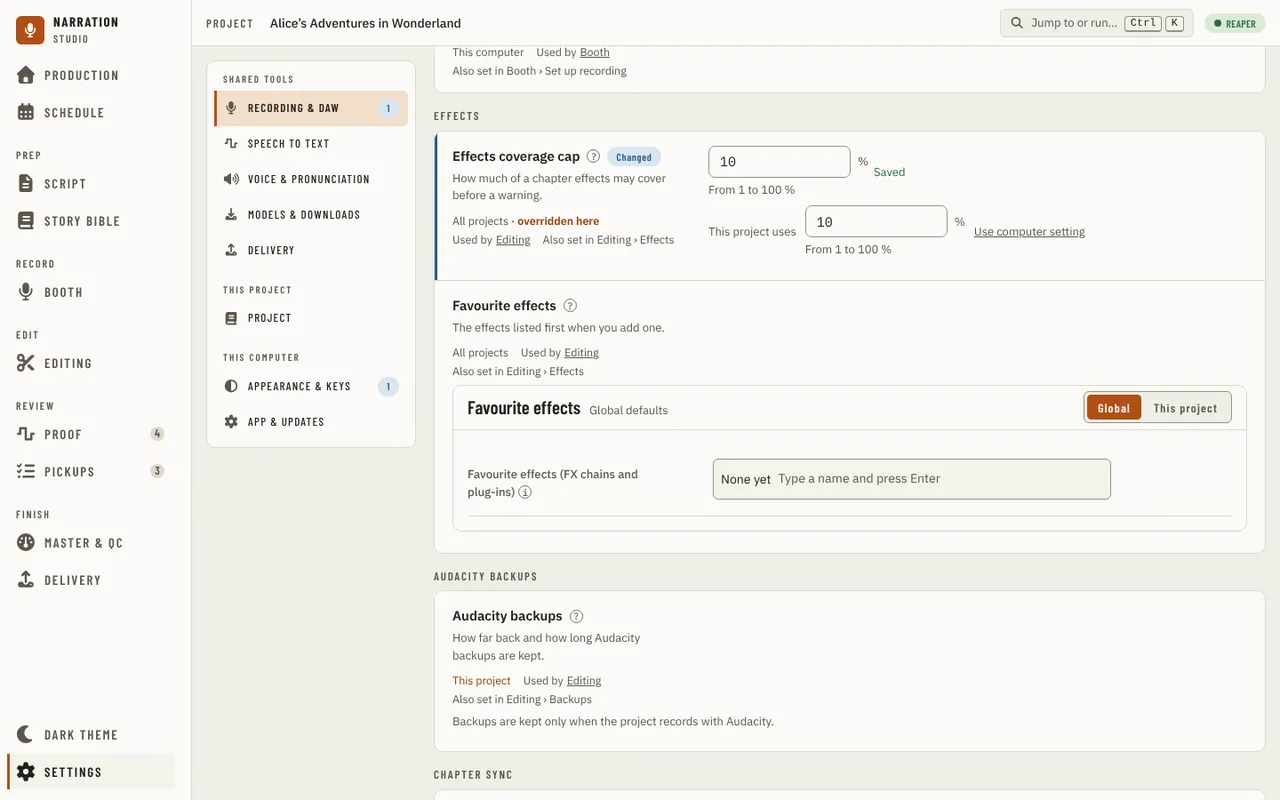 NARRATION
STUDIO
PRODUCTION
SCHEDULE
PREP
SCRIPT
STORY BIBLE
RECORD
BOOTH
EDIT
EDITING
REVIEW
PROOF 4
PICKUPS 3
FINISH
MASTER & QC
DELIVERY
DARK THEME
SETTINGS
PROJECT Alice's Adventures in Wonderland
Jump to or run... Ctrl K
REAPER
SHARED TOOLS
RECORDING & DAW 1
SPEECH TO TEXT
VOICE & PRONUNCIATION
MODELS & DOWNLOADS
DELIVERY
THIS PROJECT
PROJECT
THIS COMPUTER
APPEARANCE & KEYS 1
APP & UPDATES
This computer Used by Booth
Also set in Booth › Set up recording
EFFECTS
Effects coverage cap ? Changed
How much of a chapter effects may cover
before a warning.
All projects · overridden here
Used by Editing Also set in Editing › Effects
10 % Saved
From 1 to 100 %
This project uses 10 % Use computer setting
From 1 to 100 %
Favourite effects ?
The effects listed first when you add one.
All projects Used by Editing
Also set in Editing › Effects
Favourite effects Global defaults
Global This project
Favourite effects (FX chains and
plug-ins) i
None yet Type a name and press Enter
AUDACITY BACKUPS
Audacity backups ?
How far back and how long Audacity
backups are kept.
This project Used by Editing
Also set in Editing › Backups
Backups are kept only when the project records with Audacity.
CHAPTER SYNC